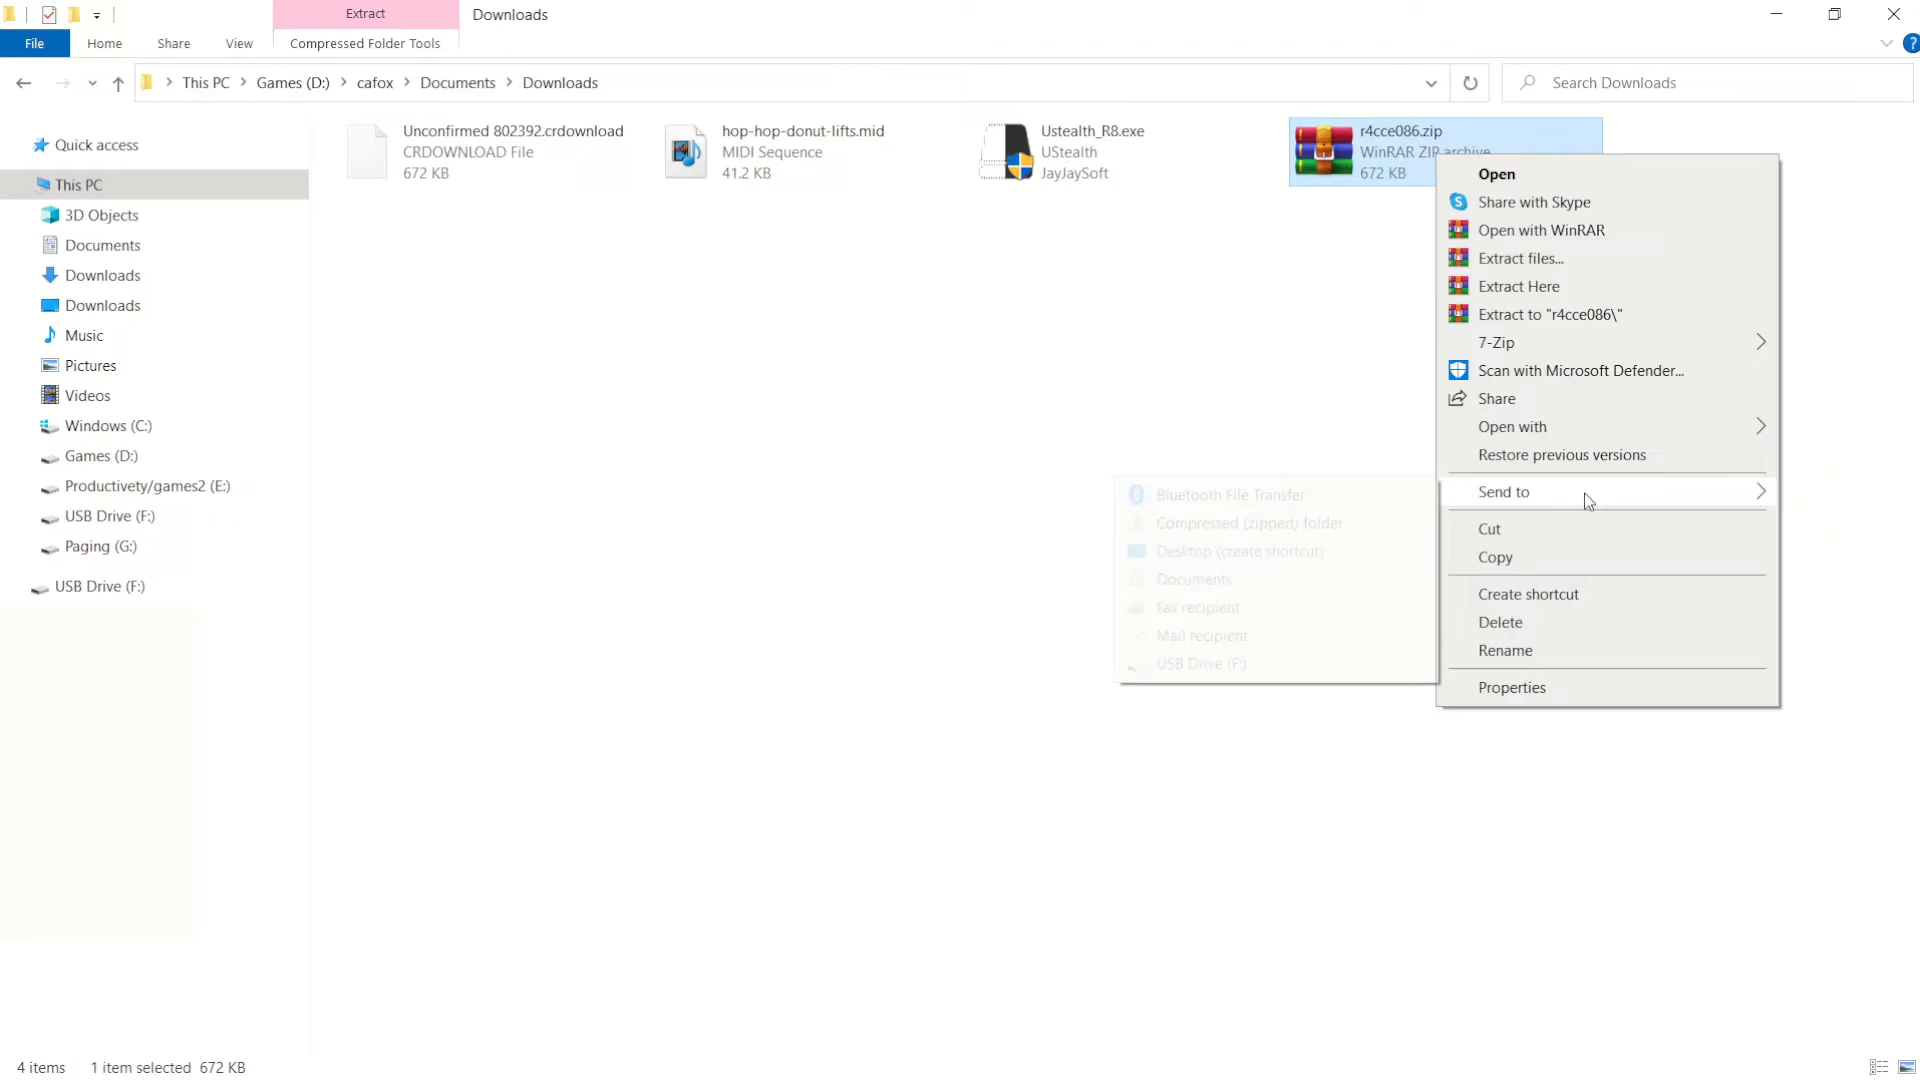 Extract
Downloads
File
Home
Share
View
Compressed Folder Tools
?
This PC
Games (D:)
cafox
Documents
Downloads
Search Downloads
Quick access
This PC
3D Objects
Documents
Downloads
Downloads
Music
Pictures
Videos
Windows (C:)
Games (D:)
Productivety/games2 (E:)
USB Drive (F:)
Paging (G:)
USB Drive (F:)
Unconfirmed 802392.crdownload
CRDOWNLOAD File
672 KB
hop-hop-donut-lifts.mid
MIDI Sequence
41.2 KB
Ustealth_R8.exe
UStealth
JayJaySoft
r4cce086.zip
WinRAR ZIP archive
672 KB
Open
Share with Skype
Open with WinRAR
Extract files...
Extract Here
Extract to "r4cce086\"
7-Zip
Scan with Microsoft Defender...
Share
Open with
Restore previous versions
Send to
Cut
Copy
Create shortcut
Delete
Rename
Properties
Bluetooth File Transfer
Compressed (zipped) folder
Desktop (create shortcut)
Documents
Fax recipient
Mail recipient
USB Drive (F:)
4 items
1 item selected 672 KB